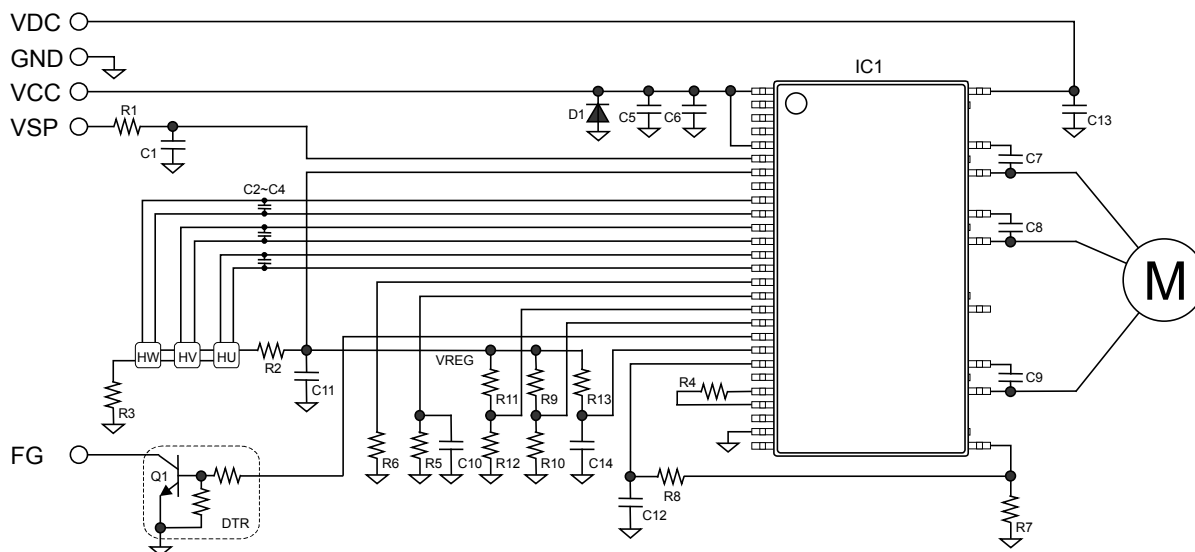 VDC
GND
VCC
VSP
R1
C1
D1
C5
C6
IC1
C13
C7
C8
C9
M
C2~C4
HW
HV
HU
R2
C11
VREG
R11
R9
R13
R4
R3
R6
R5
C10
R12
R10
C14
FG
Q1
DTR
C12
R8
R7